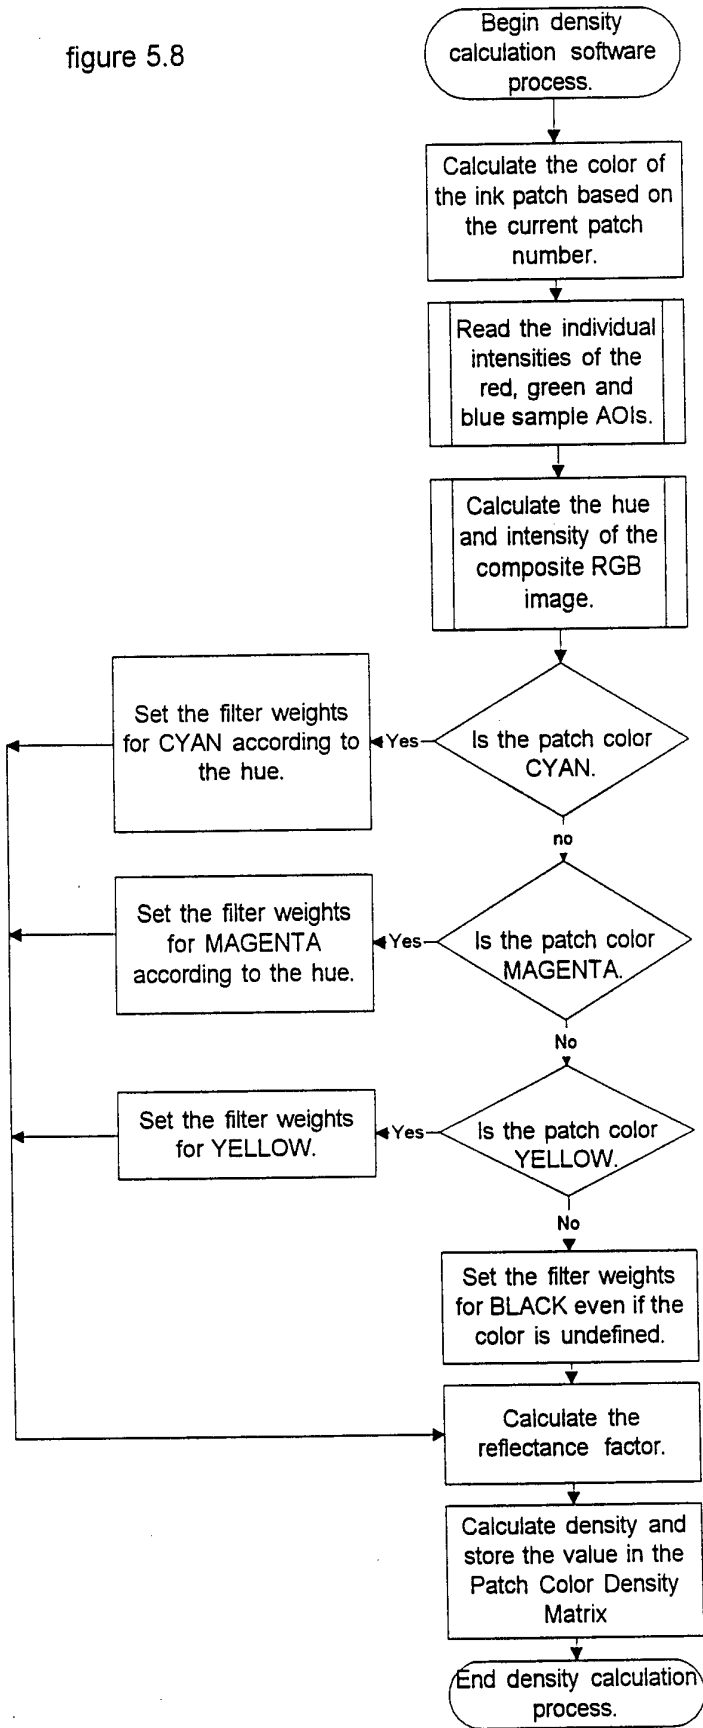 figure 5.8
Begin density
calculation software
process.
Calculate the color of
the ink patch based on
the current patch
number.
Read the individual
intensities of the
red, green and
blue sample AOIs.
Calculate the hue
and intensity of the
composite RGB
image.
Is the patch color
CYAN.
Yes
Set the filter weights
for CYAN according to
the hue.
no
Is the patch color
MAGENTA.
Yes
Set the filter weights
for MAGENTA
according to the hue.
No
Is the patch color
YELLOW.
Yes
Set the filter weights
for YELLOW.
No
Set the filter weights
for BLACK even if the
color is undefined.
Calculate the
reflectance factor.
Calculate density and
store the value in the
Patch Color Density
Matrix
End density calculation
process.